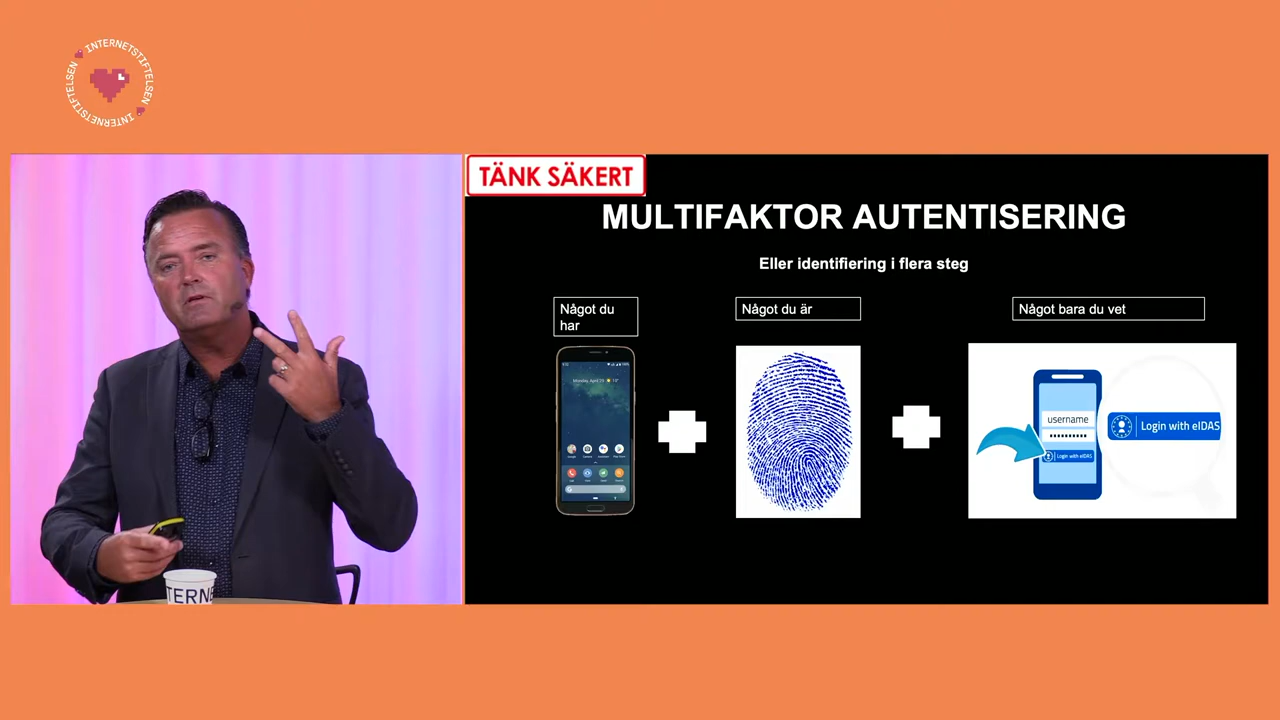 INTERNETSTIFTELSEN
INTERNETSTIFTELSEN
TÄNK SÄKERT
MULTIFAKTOR AUTENTISERING
Eller identifiering i flera steg
Något du
har
Något du är
Något bara du vet
username
Login with eIDAS
Login with eIDAS
TERNE